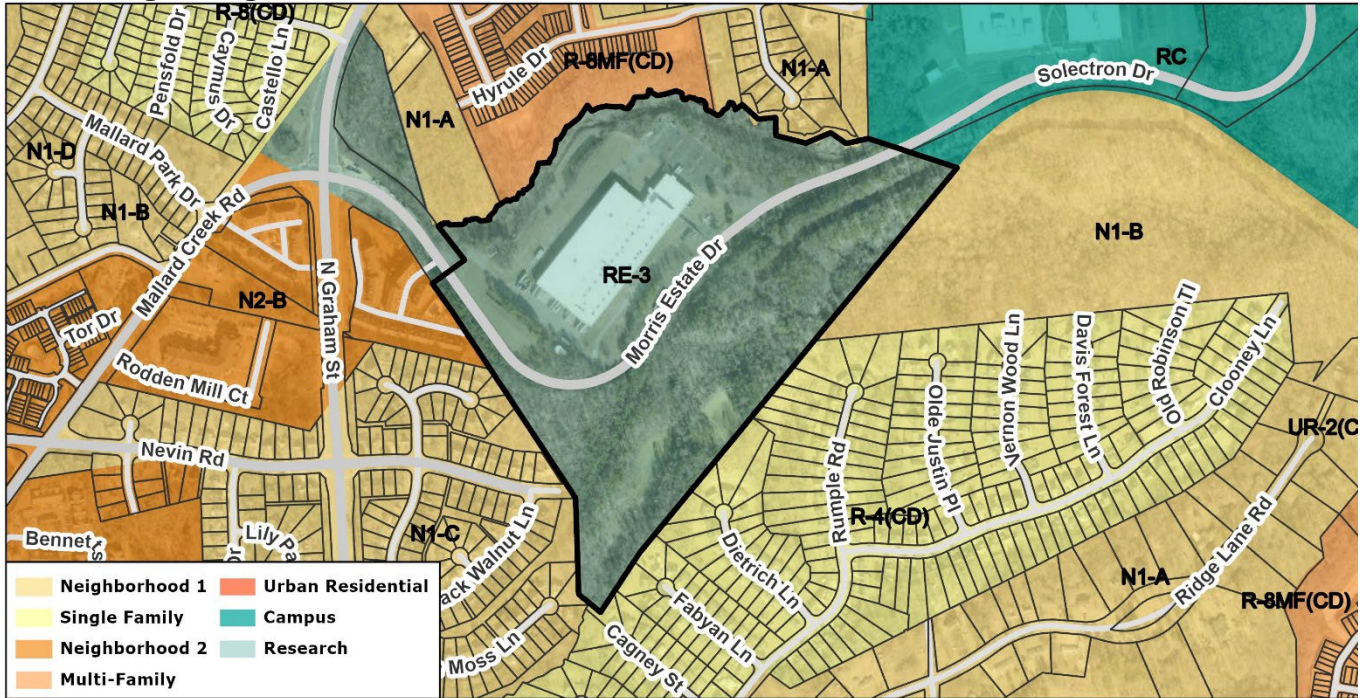 R-8(CD)
Pensfold Dr
Caymus Dr
Castello Ln
N1-A
Hyrule Dr
R-8MF(CD)
N1-A
RC
Solectron Dr
N1-D
Mallard Park Dr
N1-B
Mallard Creek Rd
N2-B
N Graham St
RE-3
Morris Estate Dr
N1-B
Tor Dr
Rodden Mill Ct
Nevin Rd
Rumple Rd
Olde Justin Pl
Vernon Wood Ln
Davis Forest Ln
Old Robinson Tl
Clooney Ln
UR-2(C
R-4(CD)
N1-C
Bennet
Lily Pa
ack Walnut Ln
Moss Ln
Dietrich Ln
Fabyan Ln
Cagney St
N1-A
Ridge Lane Rd
R-8MF(CD)
Neighborhood 1
Single Family
Neighborhood 2
Multi-Family
Urban Residential
Campus
Research